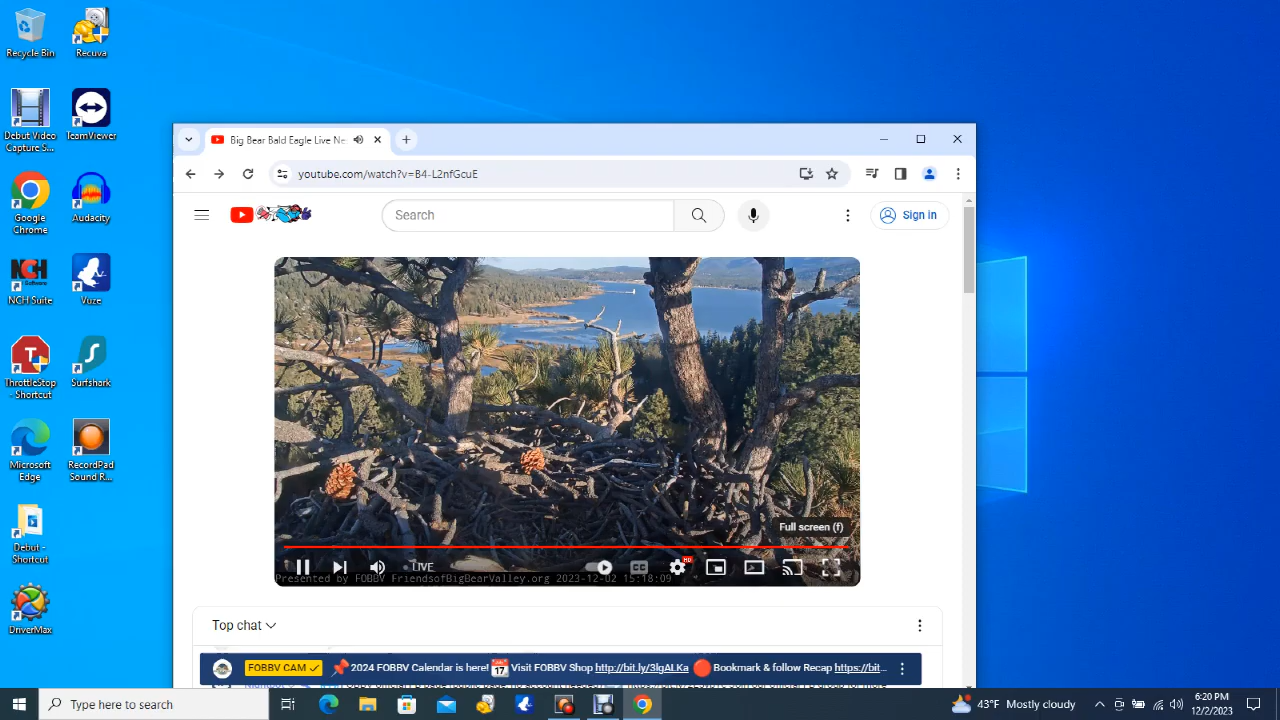 Recycle Bin
Recuva
Debut Video
Capture S...
TeamViewer
Google
Chrome
Audacity
NCH Suite
Vuze
ThrottleStop
- Shortcut
Surfshark
Microsoft
Edge
RecordPad
Sound R...
Debut -
Shortcut
DriverMax
Big Bear Bald Eagle Live Ne
youtube.com/watch?v=B4-L2nfGcuE
Search
Sign in
Full screen (f)
LIVE
CC
HD
Presented by FOBBV FriendsofBigBearValley.org 2023-12-02 15:18:09
Top chat
FOBBV CAM 2024 FOBBV Calendar is here! Visit FOBBV Shop http://bit.ly/3lgALKa Bookmark & follow Recap https://bit...
Type here to search
43°F Mostly cloudy
6:20 PM
12/2/2023